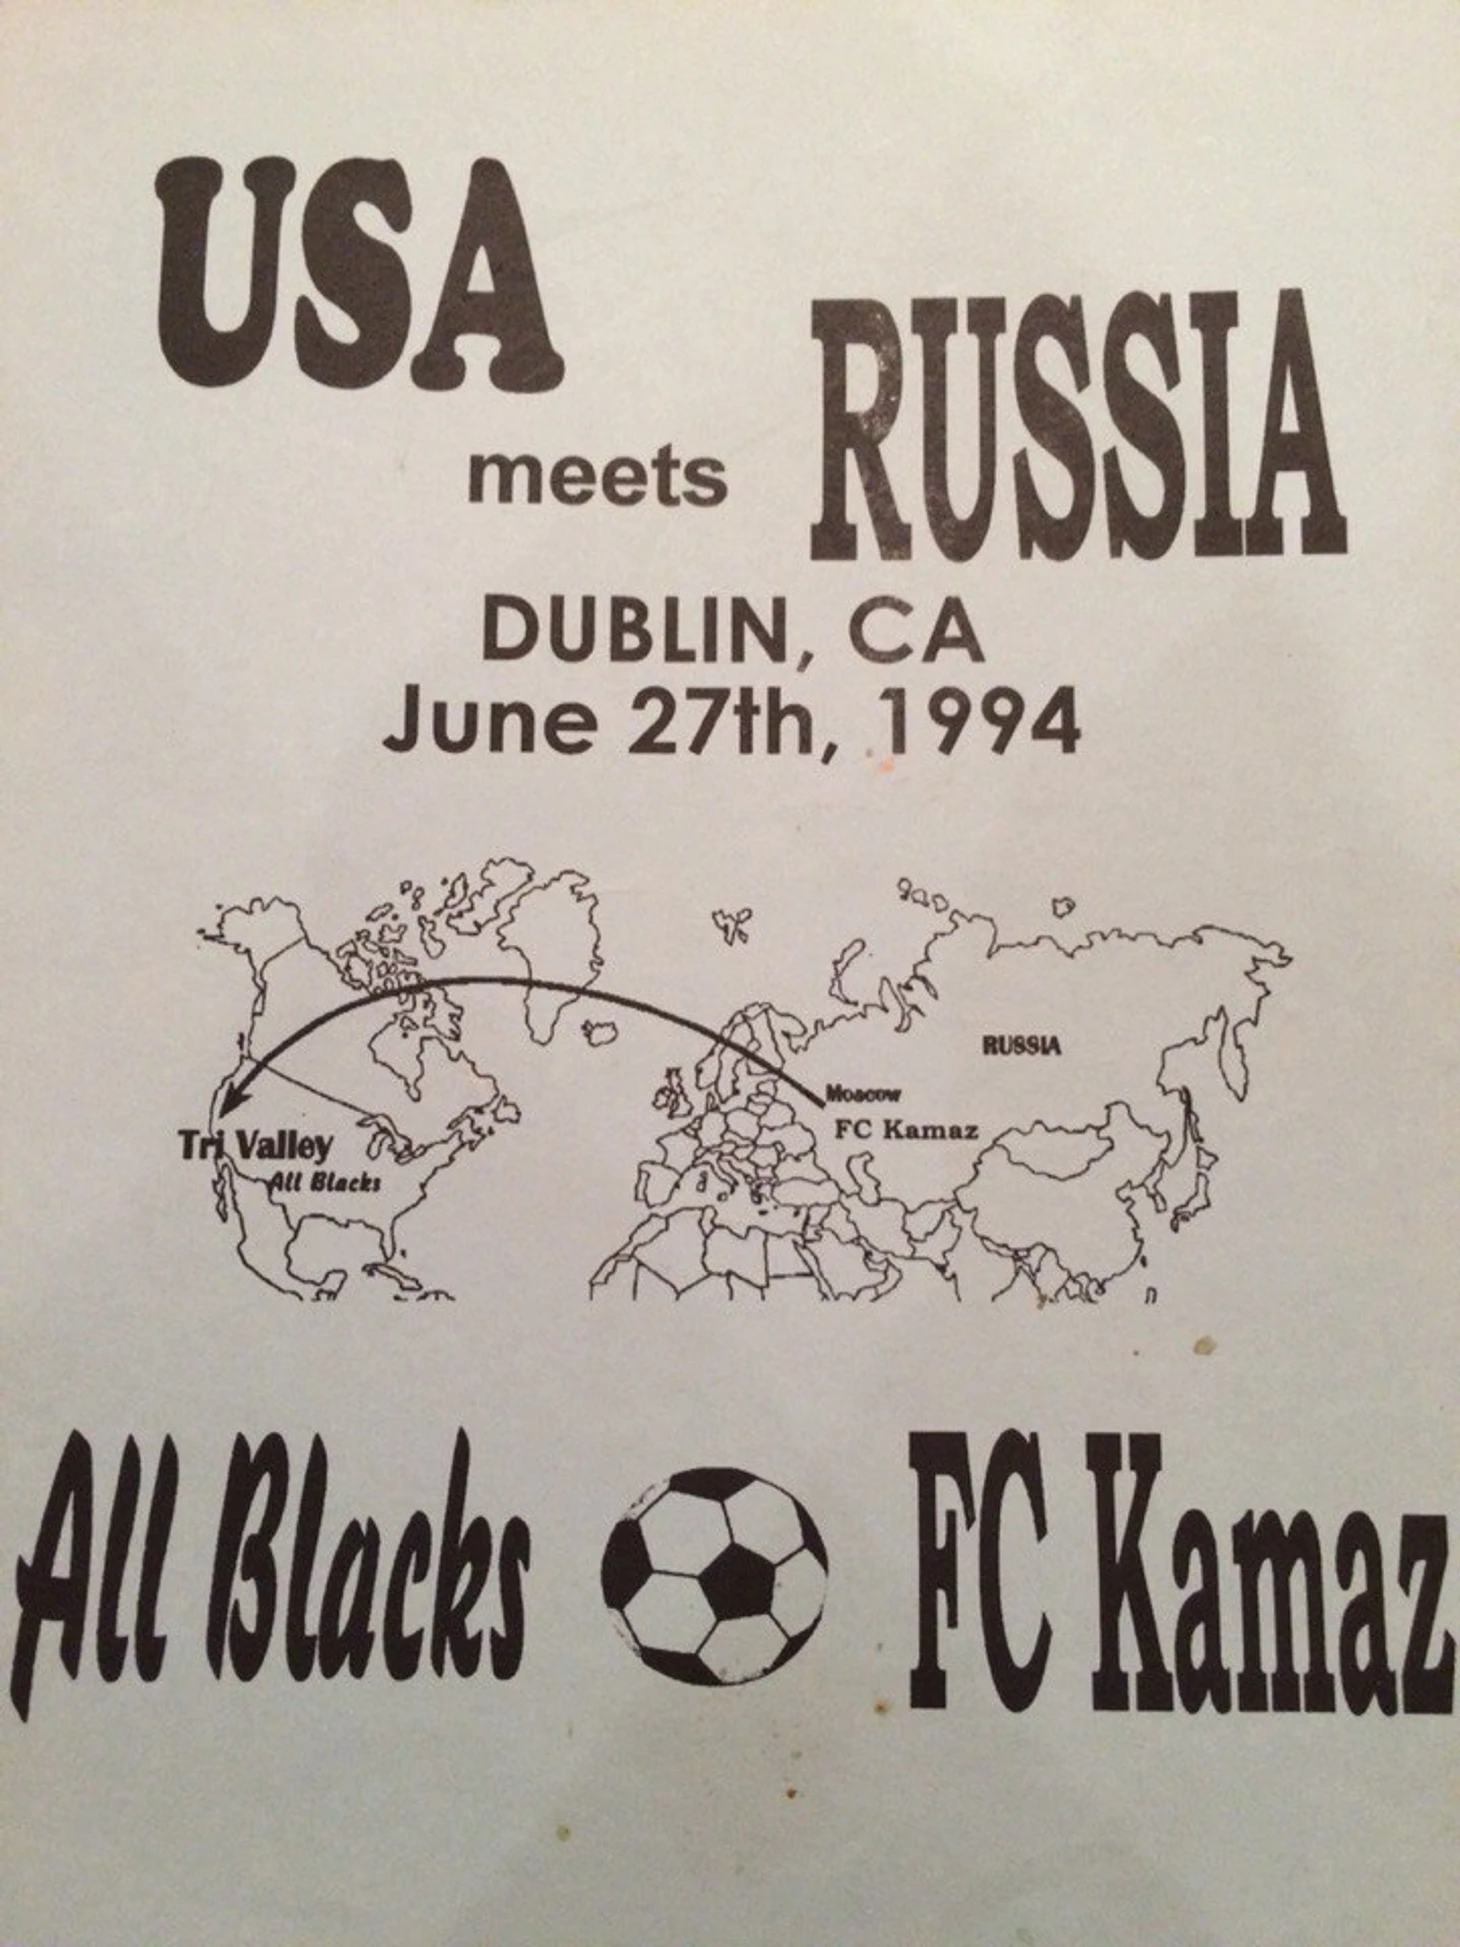 USA
meets RUSSIA
DUBLIN, CA
June 27th, 1994
RUSSIA
Moscow
FC Kamaz
Tri Valley
All Blacks
All Blacks FC Kamaz